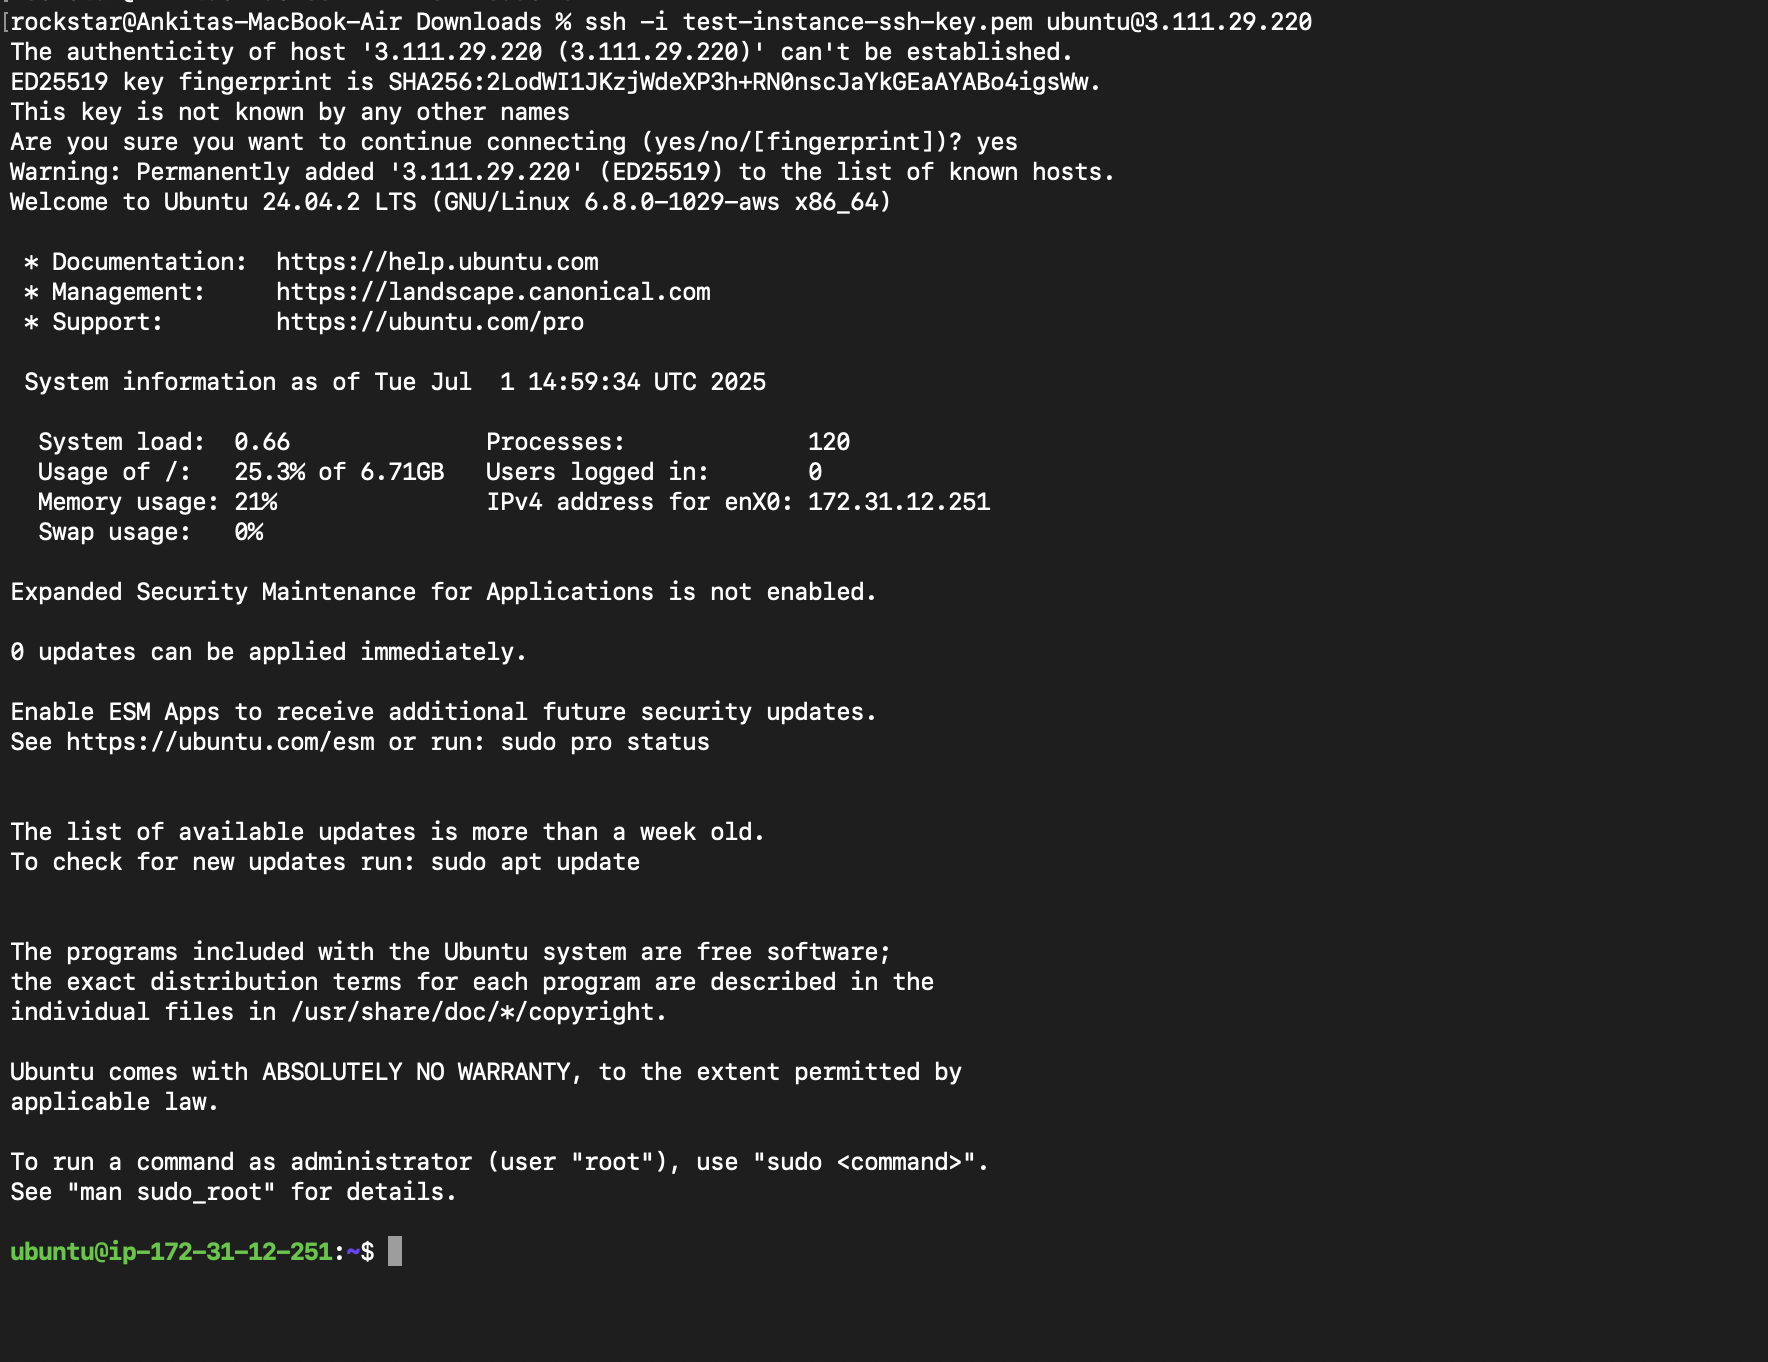 [rockstar@Ankitas-MacBook-Air Downloads % ssh -i test-instance-ssh-key.pem ubuntu@3.111.29.220
The authenticity of host '3.111.29.220 (3.111.29.220)' can't be established.
ED25519 key fingerprint is SHA256:2LodWI1JKzjWdeXP3h+RN0nscJaYkGEaAYABo4igsWw.
This key is not known by any other names
Are you sure you want to continue connecting (yes/no/[fingerprint])? yes
Warning: Permanently added '3.111.29.220' (ED25519) to the list of known hosts.
Welcome to Ubuntu 24.04.2 LTS (GNU/Linux 6.8.0-1029-aws x86_64)

 * Documentation:  https://help.ubuntu.com
 * Management:     https://landscape.canonical.com
 * Support:        https://ubuntu.com/pro

 System information as of Tue Jul  1 14:59:34 UTC 2025

  System load:  0.66              Processes:             120
  Usage of /:   25.3% of 6.71GB   Users logged in:       0
  Memory usage: 21%               IPv4 address for enX0: 172.31.12.251
  Swap usage:   0%

Expanded Security Maintenance for Applications is not enabled.

0 updates can be applied immediately.

Enable ESM Apps to receive additional future security updates.
See https://ubuntu.com/esm or run: sudo pro status

The list of available updates is more than a week old.
To check for new updates run: sudo apt update

The programs included with the Ubuntu system are free software;
the exact distribution terms for each program are described in the
individual files in /usr/share/doc/*/copyright.

Ubuntu comes with ABSOLUTELY NO WARRANTY, to the extent permitted by
applicable law.

To run a command as administrator (user "root"), use "sudo <command>".
See "man sudo_root" for details.

ubuntu@ip-172-31-12-251:~$